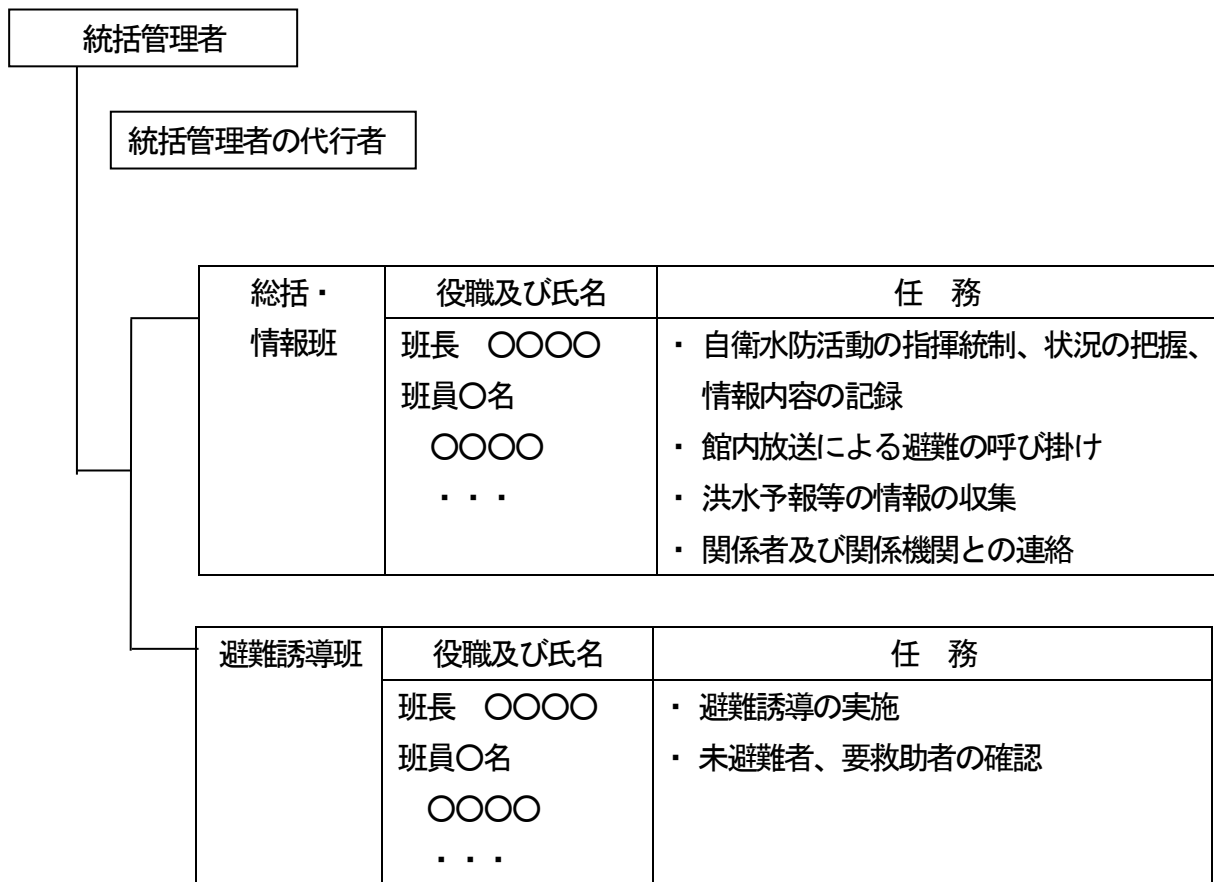 統括管理者
統括管理者の代行者
総括・
情報班
役職及び氏名
任　務
班長　〇〇〇〇
班員〇名
〇〇〇〇
・・・
・ 自衛水防活動の指揮統制、状況の把握、
情報内容の記録
・ 館内放送による避難の呼び掛け
・ 洪水予報等の情報の収集
・ 関係者及び関係機関との連絡
避難誘導班
役職及び氏名
任　務
班長　〇〇〇〇
班員〇名
〇〇〇〇
・・・
・ 避難誘導の実施
・ 未避難者、要救助者の確認